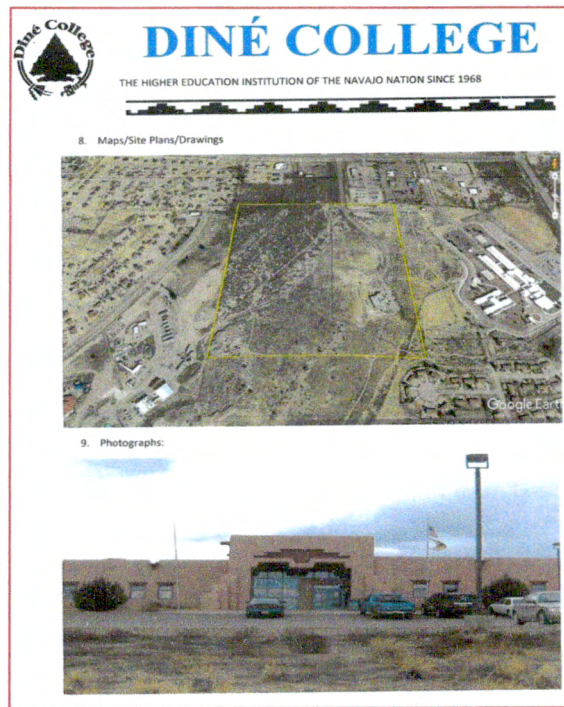 Diné College
DINÉ COLLEGE
THE HIGHER EDUCATION INSTITUTION OF THE NAVAJO NATION SINCE 1968
8. Maps/Site Plans/Drawings
Google Earth
9. Photographs: